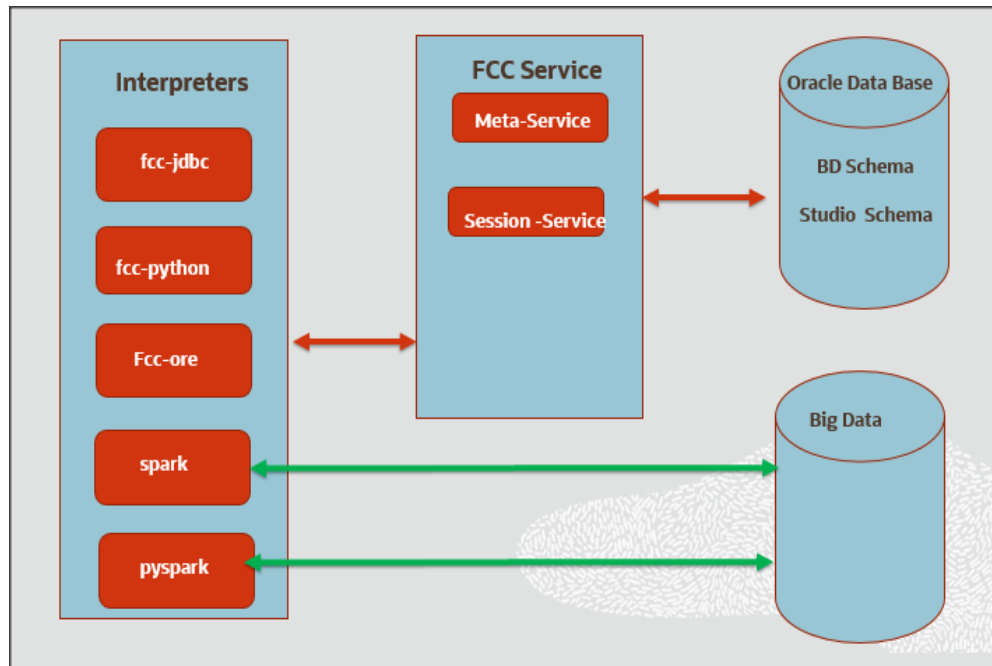 Interpreters
fcc-jdbc
fcc-python
Fcc-ore
spark
pyspark
FCC Service
Meta-Service
Session -Service
Oracle Data Base
BD Schema
Studio Schema
Big Data